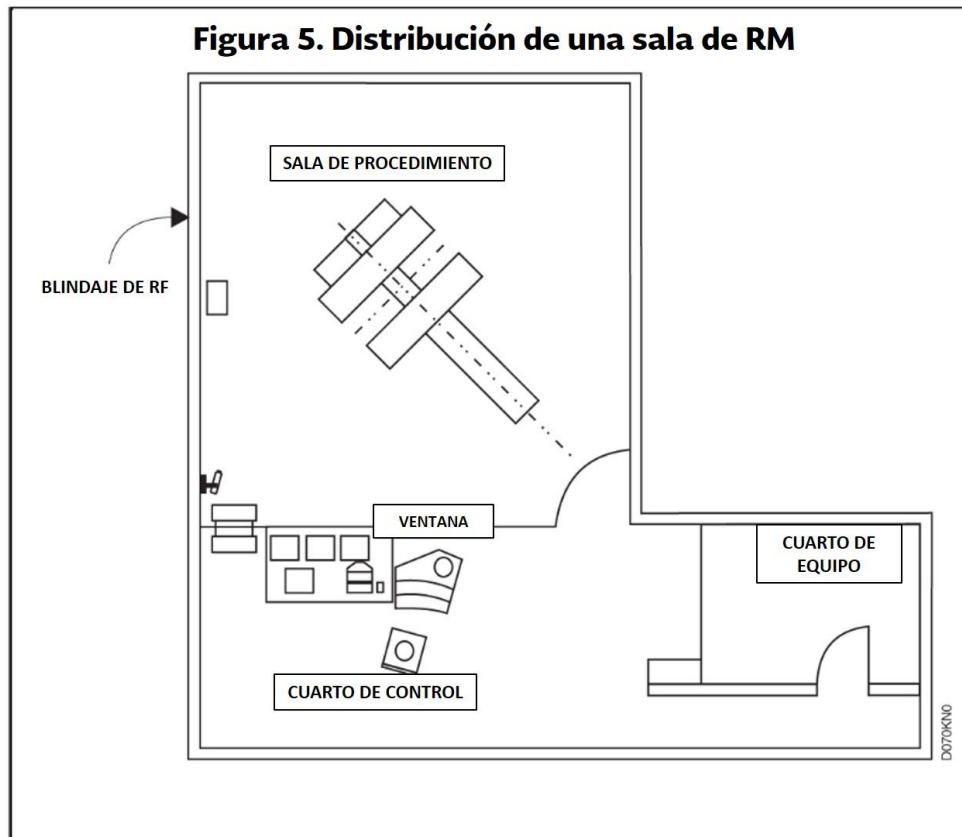 Figura 5. Distribución de una sala de RM
SALA DE PROCEDIMIENTO
BLINDAJE DE RF
VENTANA
CUARTO DE
EQUIPO
CUARTO DE CONTROL
D070KN0